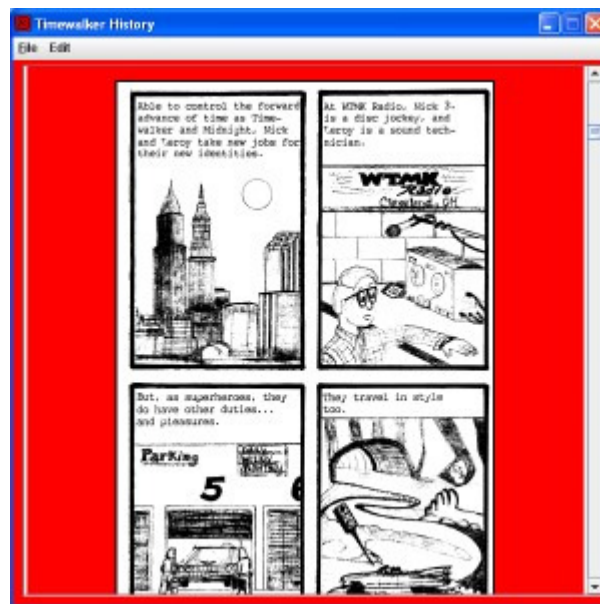 Timewalker History
File Edit
Able to control the forward
advance of time as Time-
walker and Midnight, Nick
and Leroy take new jobs for
their new identities.
At WTMK Radio, Nick
is a disc jockey, and
Leroy is a sound tech-
nician.
WTMK
Radio
Cleveland, OH
But, as superheroes, they
do have other duties...
and pleasures.
Parking
5 6
They travel in style
too.